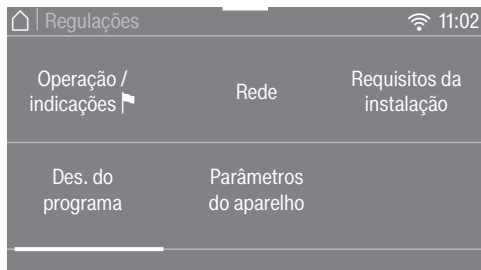 Regulações
11:02
Operação /
indicações
Rede
Requisitos da
instalação
Des. do
programa
Parâmetros
do aparelho